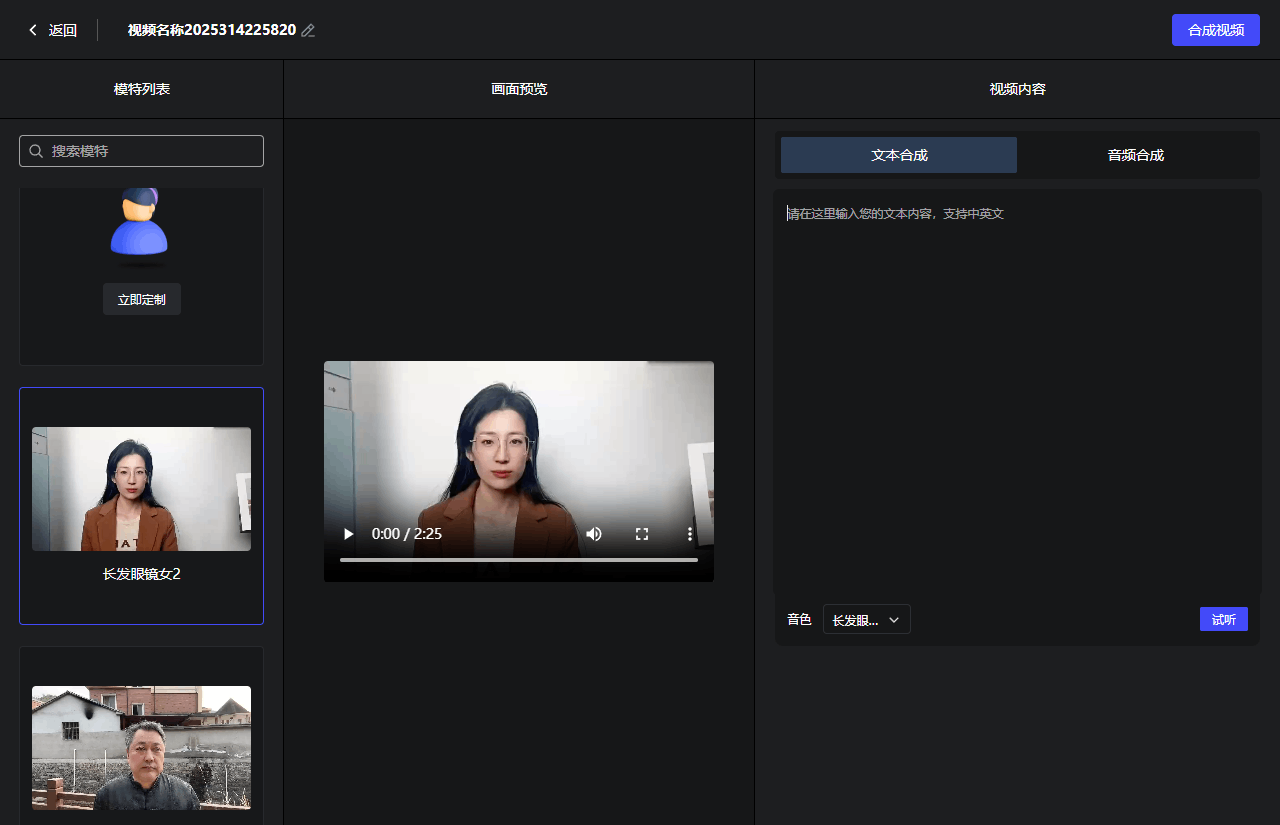 返回
视频名称2025314225820
合成视频
模特列表
画面预览
视频内容
搜索模特
立即定制
长发眼镜女2
0:00 / 2:25
文本合成
音频合成
请在这里输入您的文本内容，支持中英文
音色
长发眼...
试听